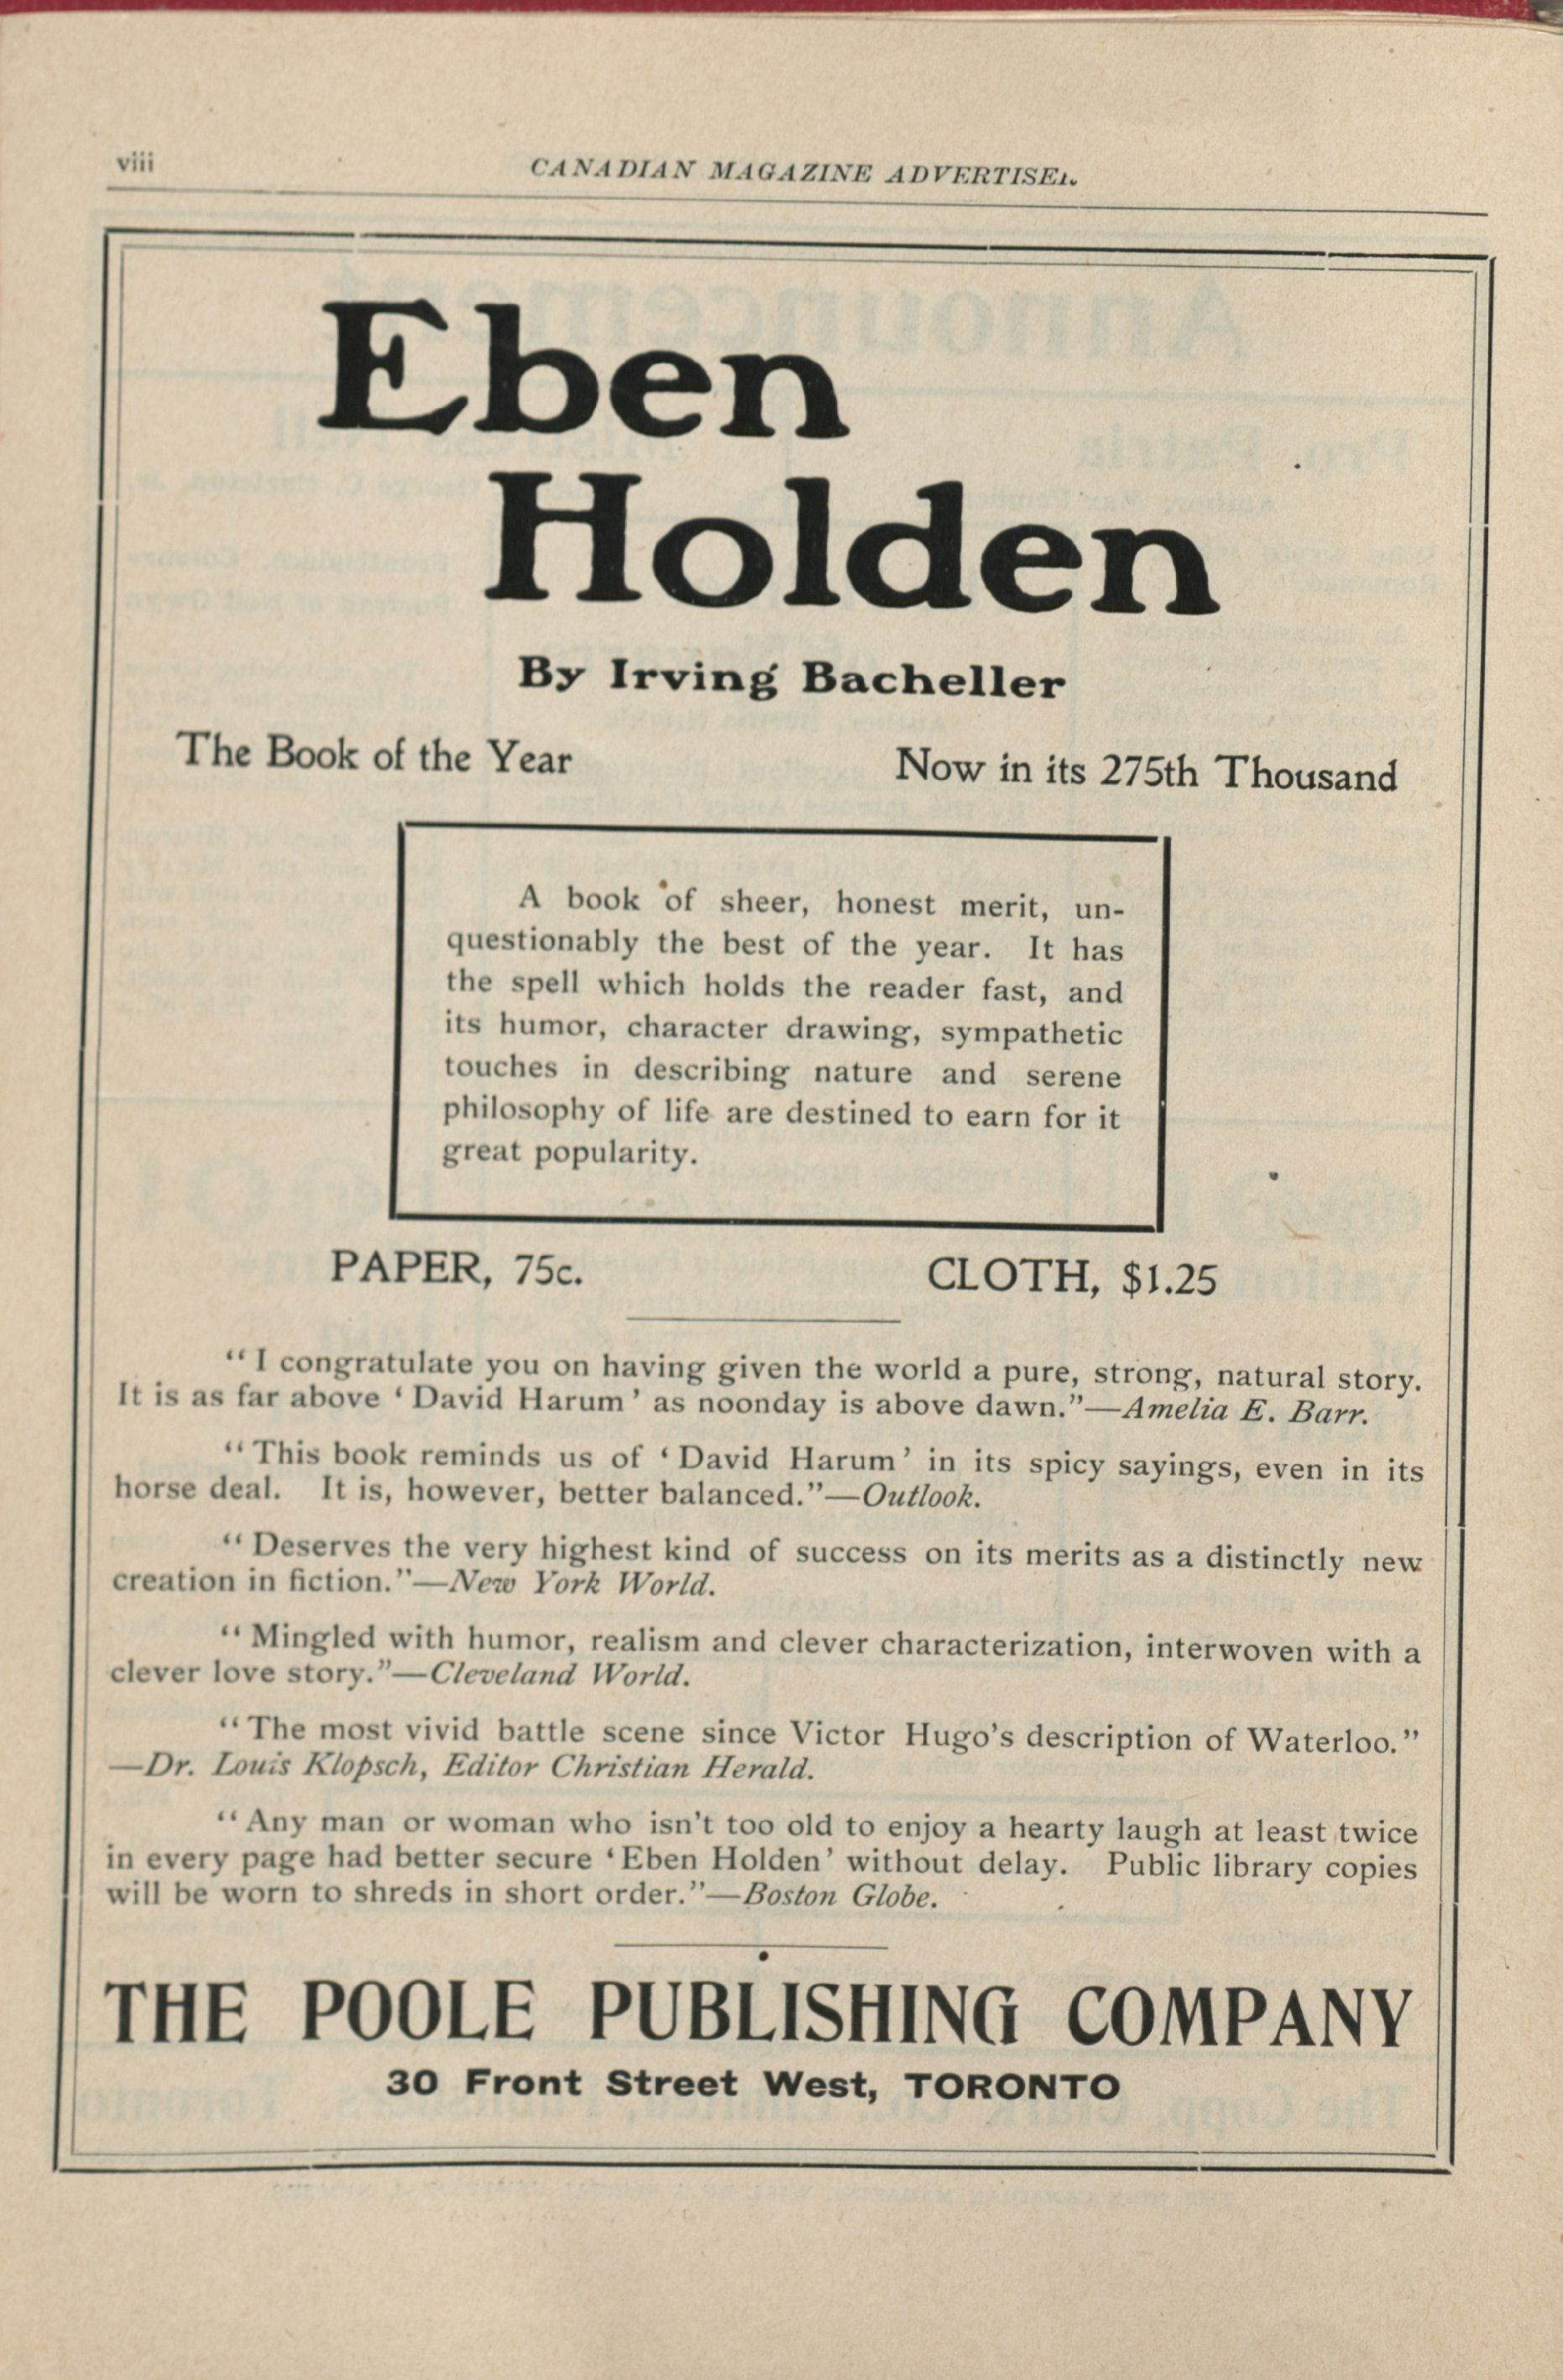 viii
CANADIAN MAGAZINE ADVERTISER.
Eben
Holden
By Irving Bacheller
The Book of the Year
Now in its 275th Thousand
A book of sheer, honest merit, un-
questionably the best of the year. It has
the spell which holds the reader fast, and
its humor, character drawing, sympathetic
touches in describing nature and serene
philosophy of life are destined to earn for it
great popularity.
PAPER, 75c.
CLOTH, $1.25
“I congratulate you on having given the world a pure, strong, natural story.
It is as far above ‘David Harum’ as noonday is above dawn.”—Amelia E. Barr.
“This book reminds us of ‘David Harum’ in its spicy sayings, even in its
horse deal. It is, however, better balanced.”—Outlook.
“Deserves the very highest kind of success on its merits as a distinctly new
creation in fiction.”—New York World.
“Mingled with humor, realism and clever characterization, interwoven with a
clever love story.”—Cleveland World.
“The most vivid battle scene since Victor Hugo’s description of Waterloo.”
—Dr. Louis Klopsch, Editor Christian Herald.
“Any man or woman who isn’t too old to enjoy a hearty laugh at least twice
in every page had better secure ‘Eben Holden’ without delay. Public library copies
will be worn to shreds in short order.”—Boston Globe.
THE POOLE PUBLISHING COMPANY
30 Front Street West, TORONTO